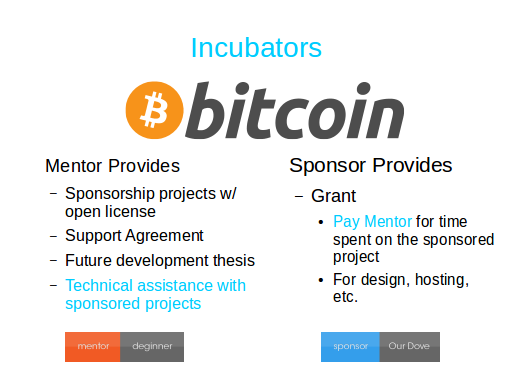 Incubators
bitcoin
Mentor Provides
– Sponsorship projects w/
open license
– Support Agreement
– Future development thesis
– Technical assistance with
sponsored projects
mentor deginner
Sponsor Provides
– Grant
• Pay Mentor for time
spent on the sponsored
project
• For design, hosting,
etc.
sponsor Our Dove